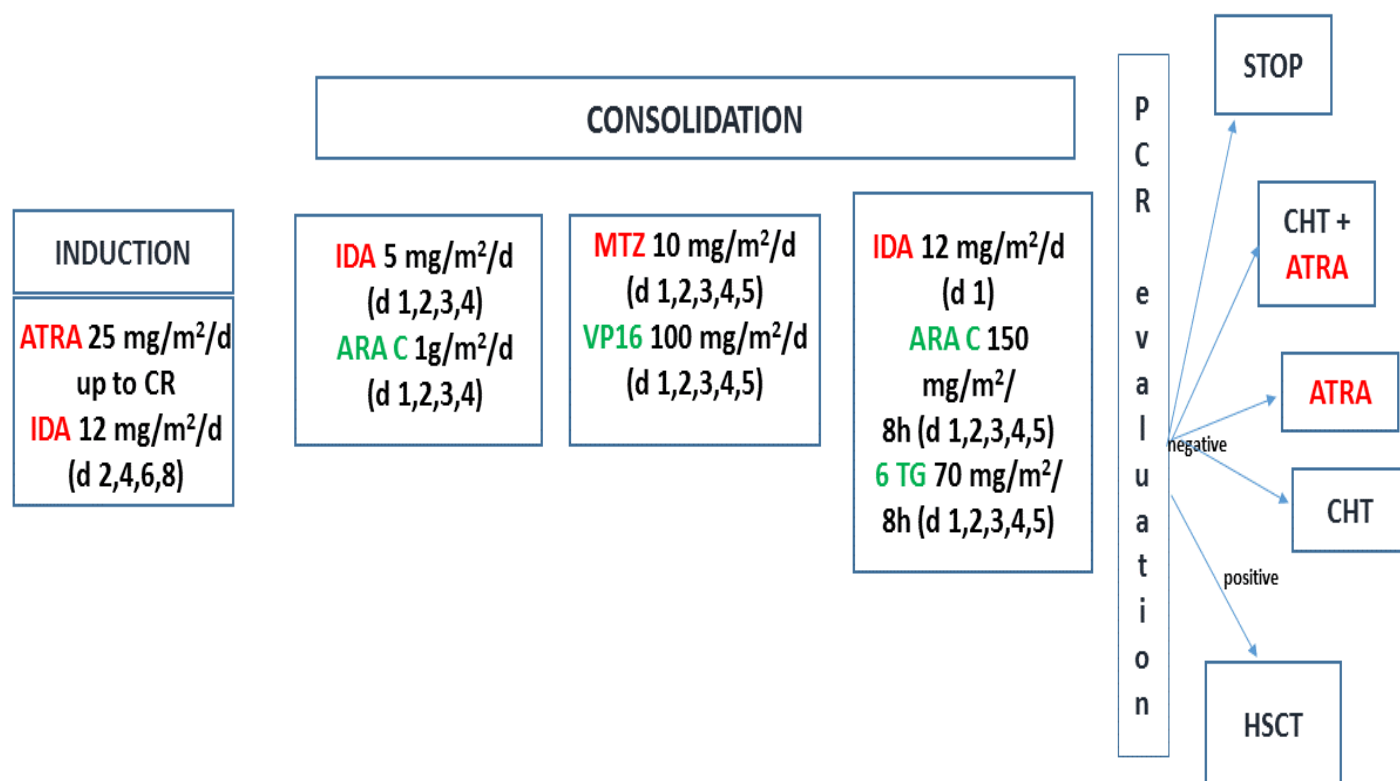 INDUCTION
ATRA 25 mg/m²/d
up to CR
IDA 12 mg/m²/d
(d 2,4,6,8)
CONSOLIDATION
IDA 5 mg/m²/d
(d 1,2,3,4)
ARA C 1g/m²/d
(d 1,2,3,4)
MTZ 10 mg/m²/d
(d 1,2,3,4,5)
VP16 100 mg/m²/d
(d 1,2,3,4,5)
IDA 12 mg/m²/d
(d 1)
ARA C 150
mg/m²/
8h (d 1,2,3,4,5)
6 TG 70 mg/m²/
8h (d 1,2,3,4,5)
PCR evaluation
negative
positive
STOP
CHT +
ATRA
ATRA
CHT
HSCT